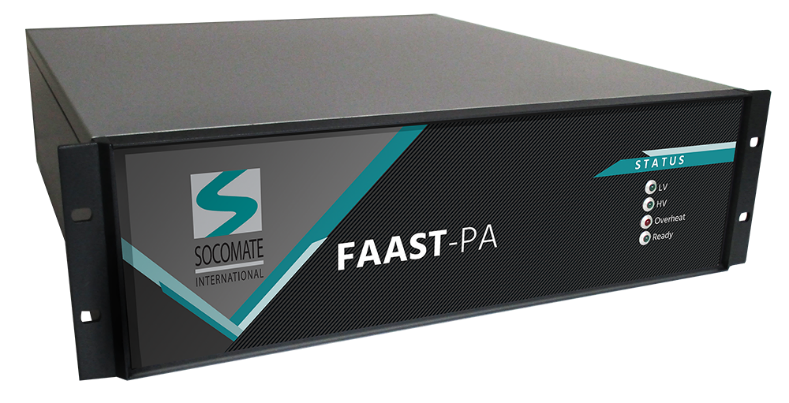 SOCOMATE
INTERNATIONAL
FAAST-PA
STATUS
LV
HV
Overheat
Ready